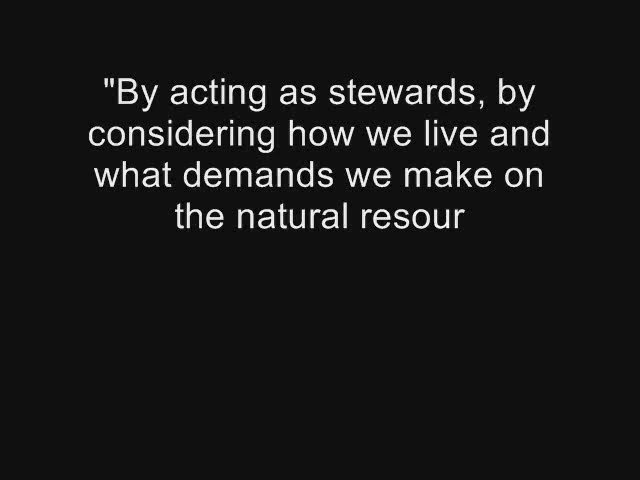 "By acting as stewards, by
considering how we live and
what demands we make on
the natural resour